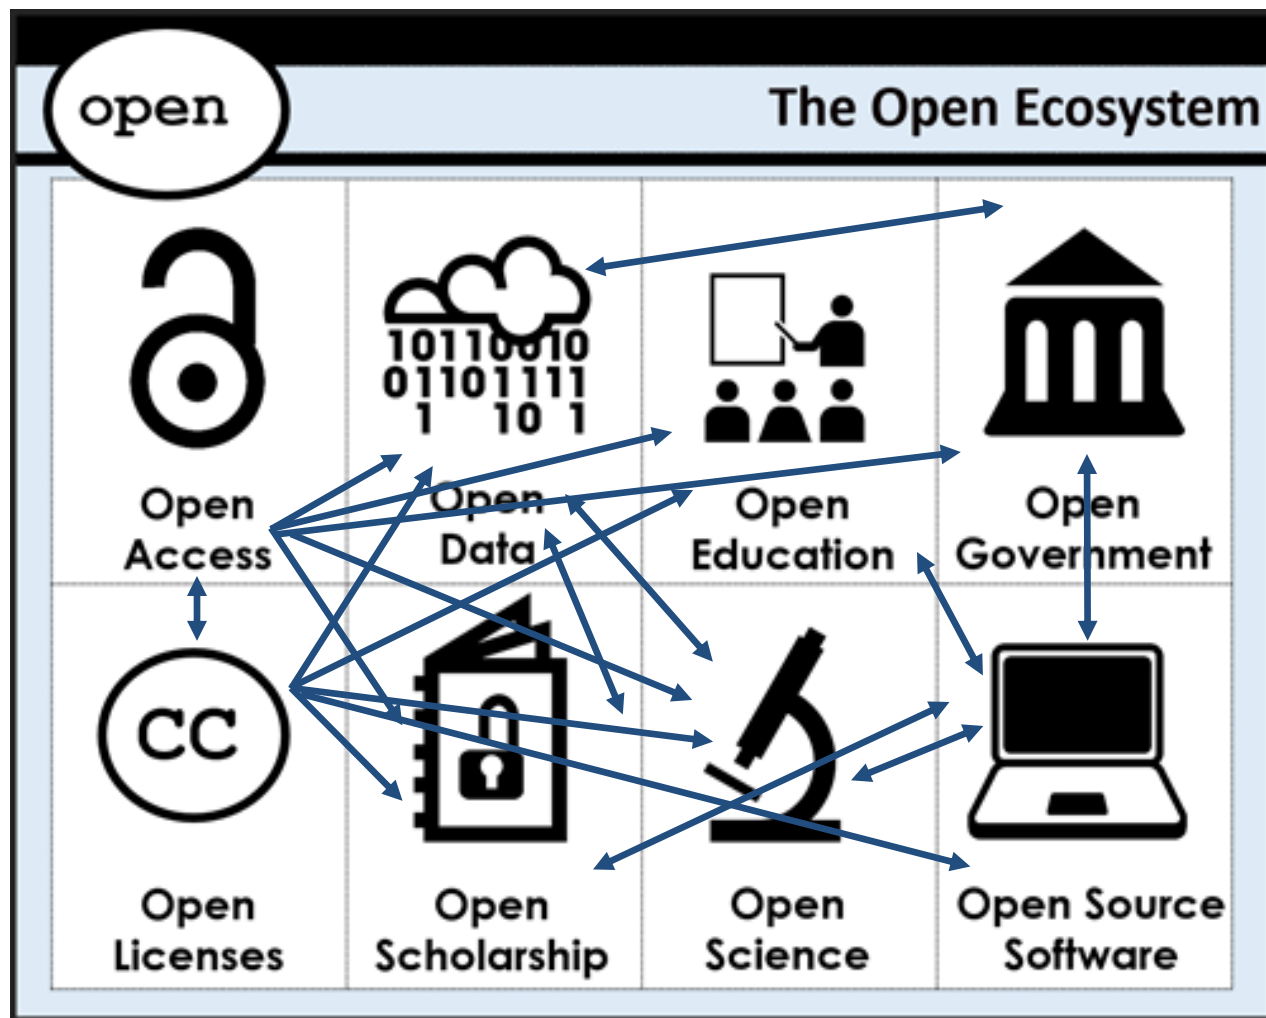 open
The Open Ecosystem
10110010
01101111
1 10 1
Open
Access
Open
Data
Open
Education
Open
Government
CC
Open
Licenses
Open
Scholarship
Open
Science
Open Source
Software